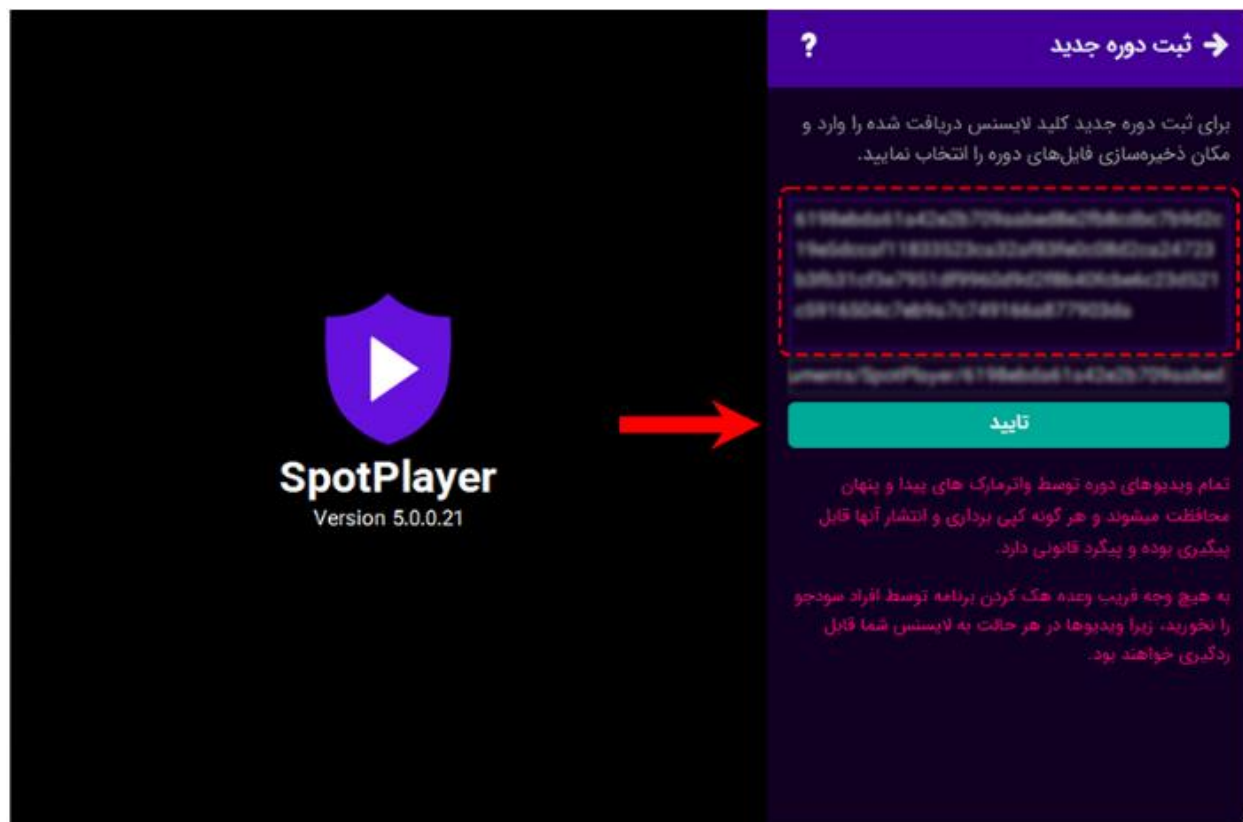 ثبت دوره جدید
?
برای ثبت دوره جدید کلید لایسنس دریافت شده را وارد و
مکان ذخیره‌سازی فایل‌های دوره را انتخاب نمایید.
تایید
تمام ویدیوهای دوره توسط واترمارک های پیدا و پنهان
محافظت میشوند و هر گونه کپی برداری و انتشار آنها قابل
پیگیری بوده و پیگرد قانونی دارد.
به هیچ وجه فریب وعده هک کردن برنامه توسط افراد سودجو
را نخورید، زیرا ویدیوها در هر حالت به لایسنس شما قابل
ردگیری خواهند بود.
SpotPlayer
Version 5.0.0.21